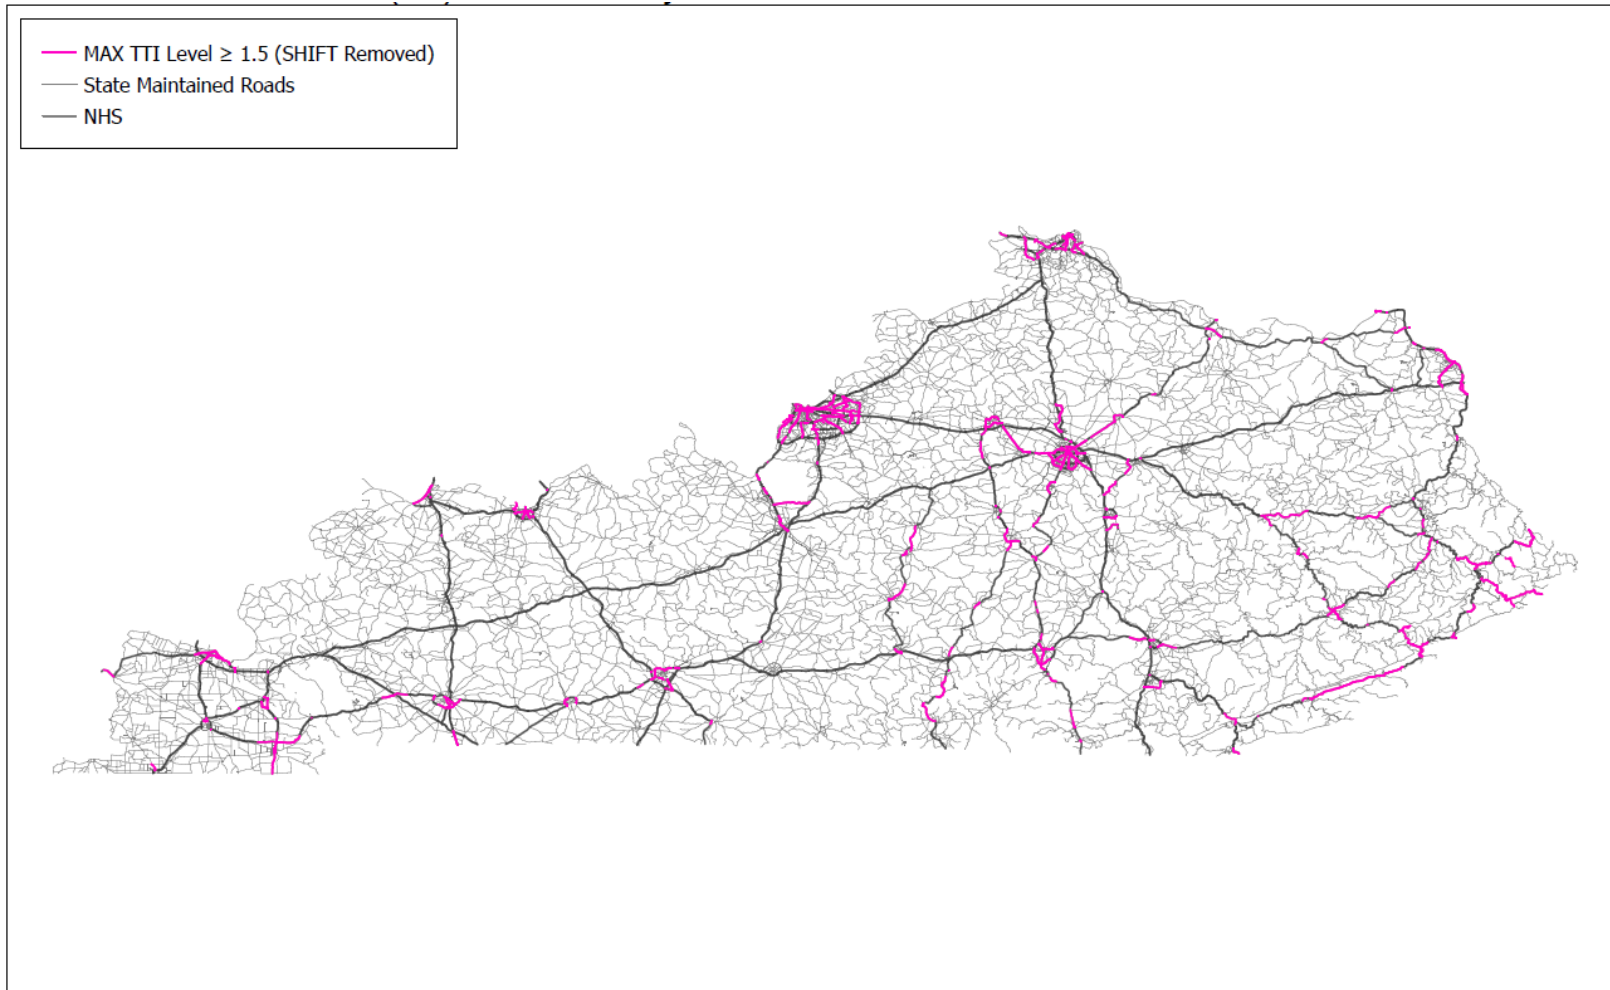 MAX TTI Level ≥ 1.5 (SHIFT Removed)
State Maintained Roads
NHS